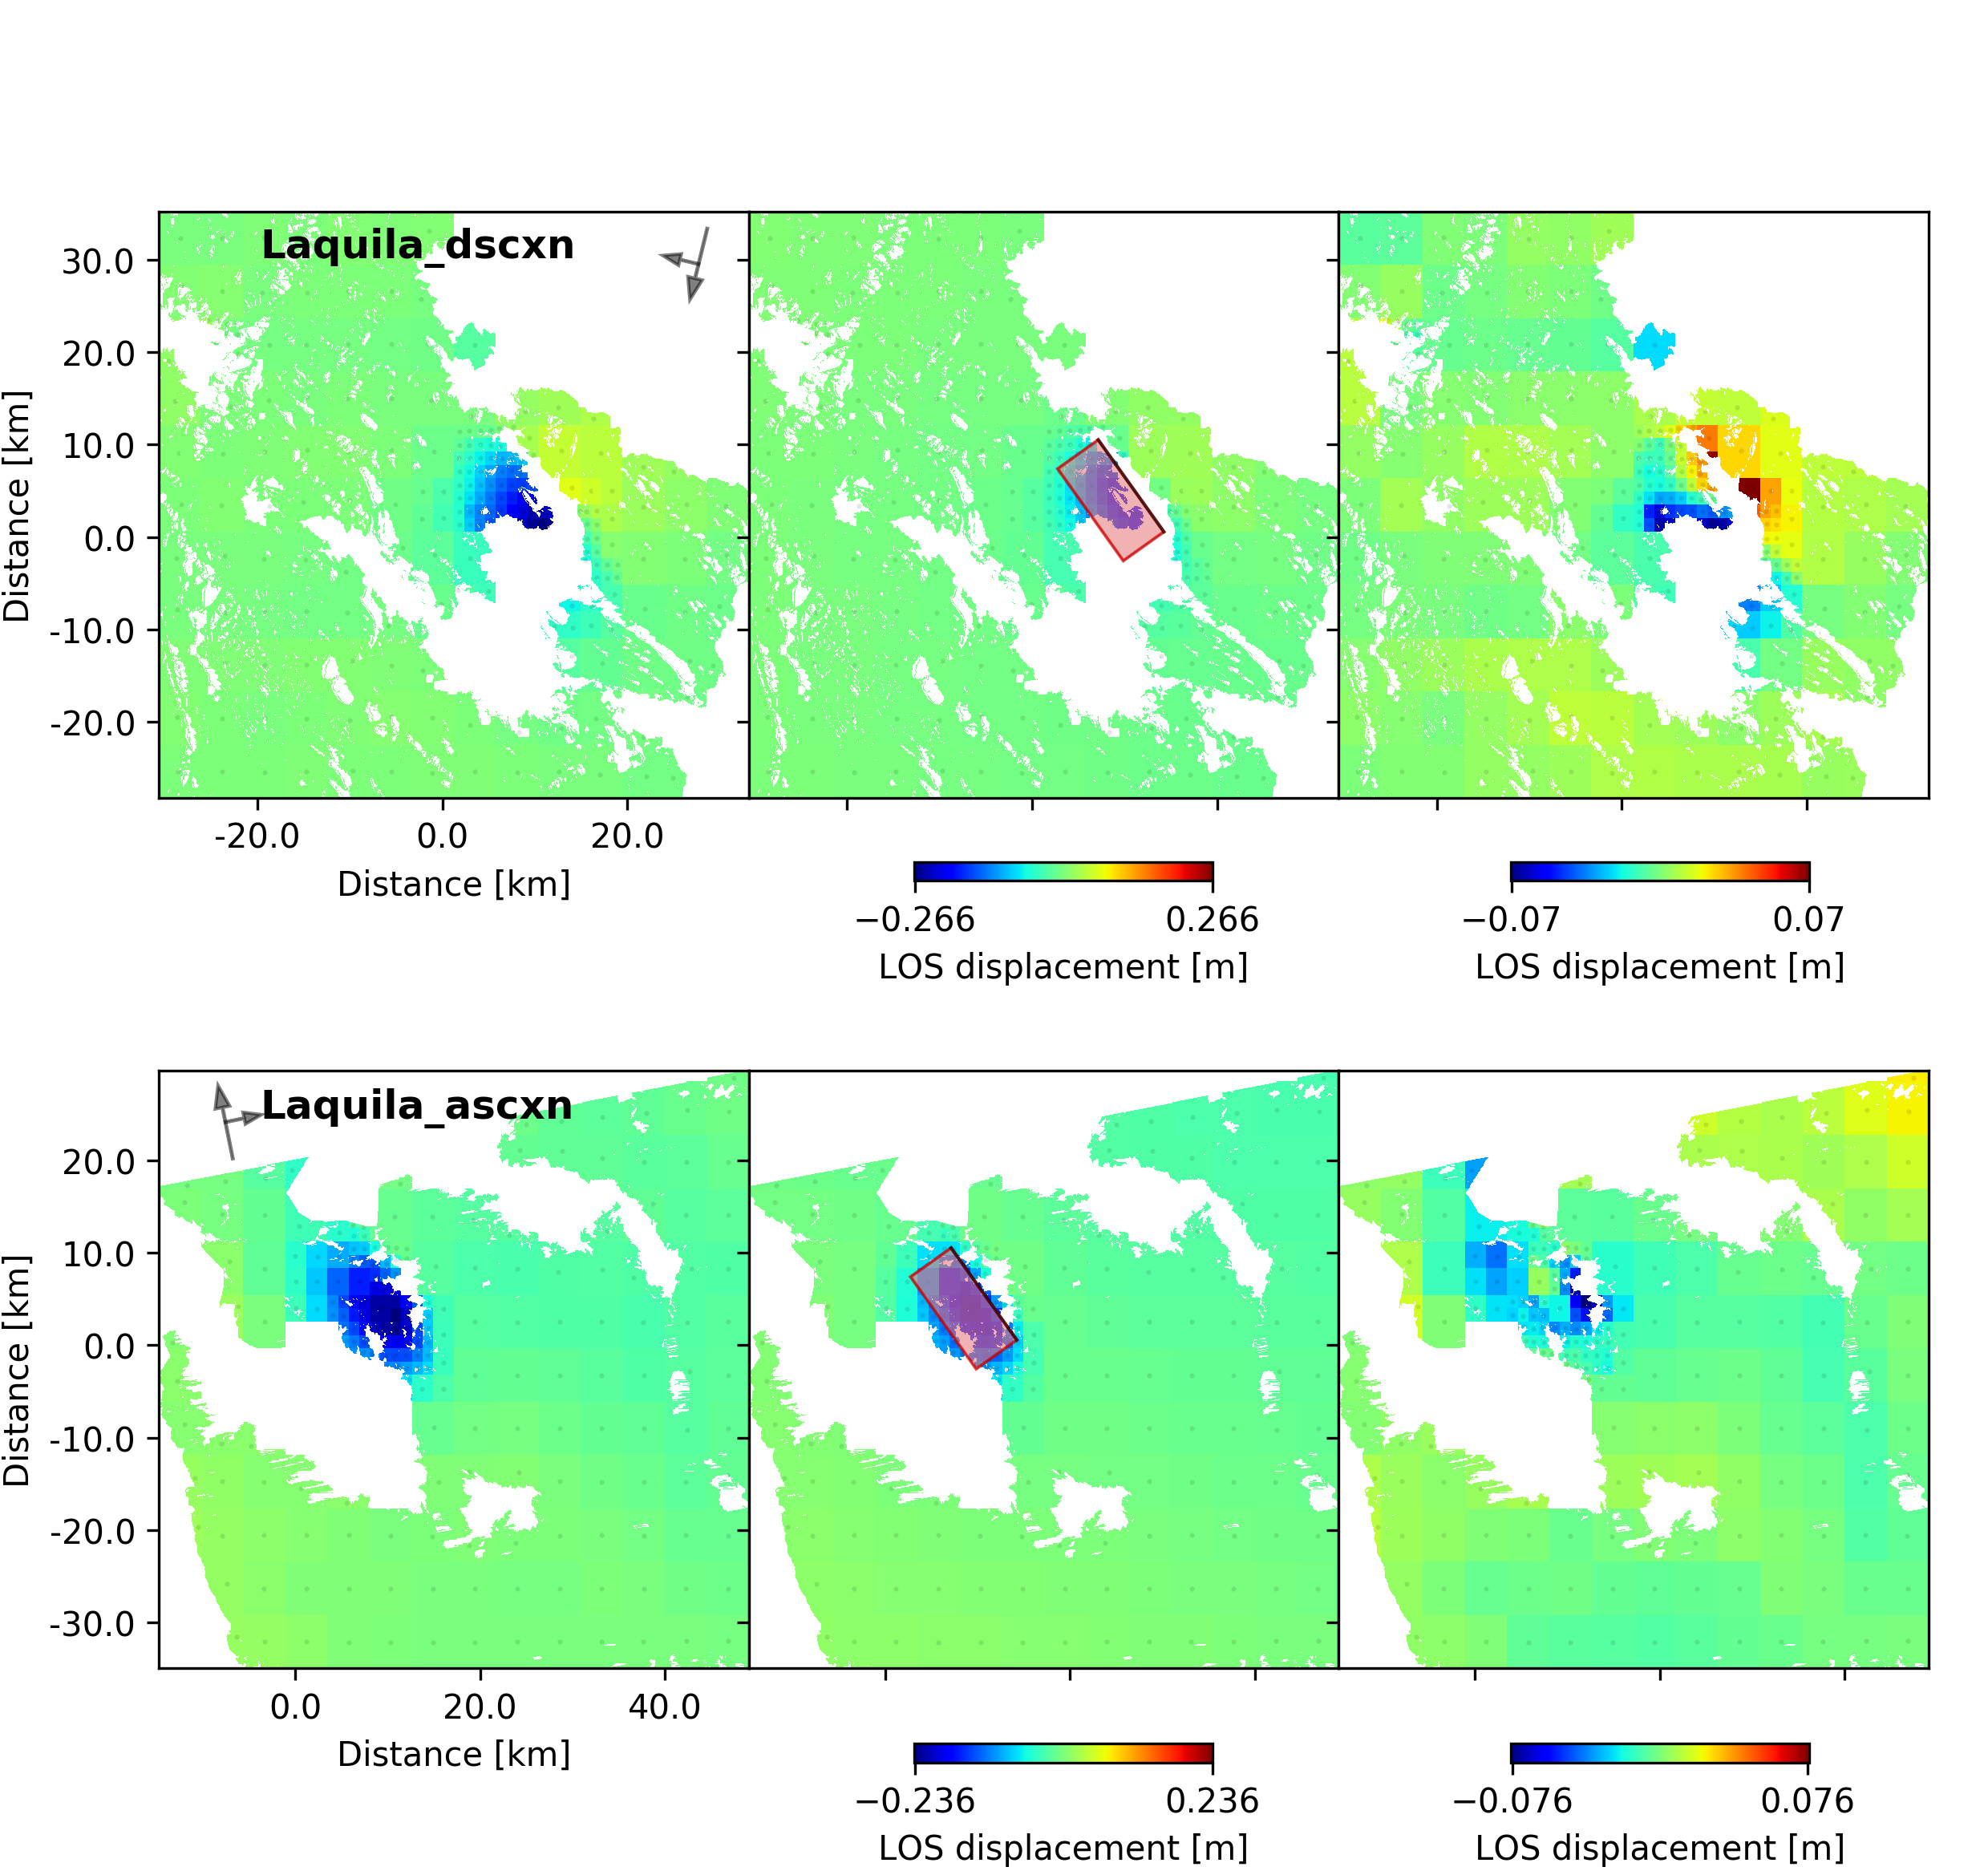 Laquila_dscxn
30.0
20.0
10.0
0.0
-10.0
-20.0
Distance [km]
-20.0 0.0 20.0
Distance [km]
−0.266 0.266
LOS displacement [m]
−0.07 0.07
LOS displacement [m]
Laquila_ascxn
20.0
10.0
0.0
-10.0
-20.0
-30.0
Distance [km]
0.0 20.0 40.0
Distance [km]
−0.236 0.236
LOS displacement [m]
−0.076 0.076
LOS displacement [m]